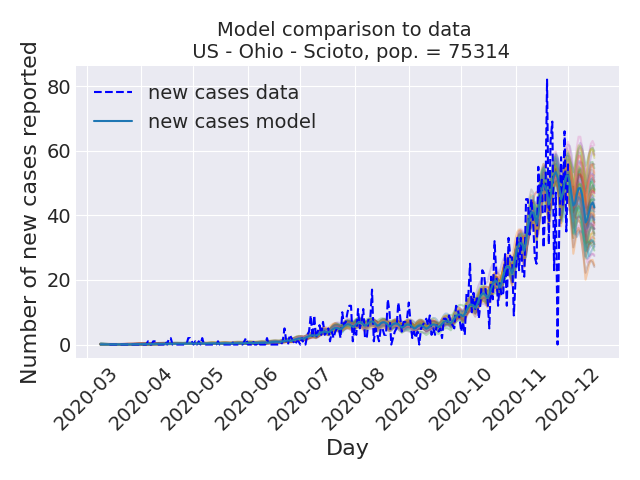 Model comparison to data
US - Ohio - Scioto, pop. = 75314
Number of new cases reported
80
60
40
20
0
new cases data
new cases model
2020-03
2020-04
2020-05
2020-06
2020-07
2020-08
2020-09
2020-10
2020-11
2020-12
Day